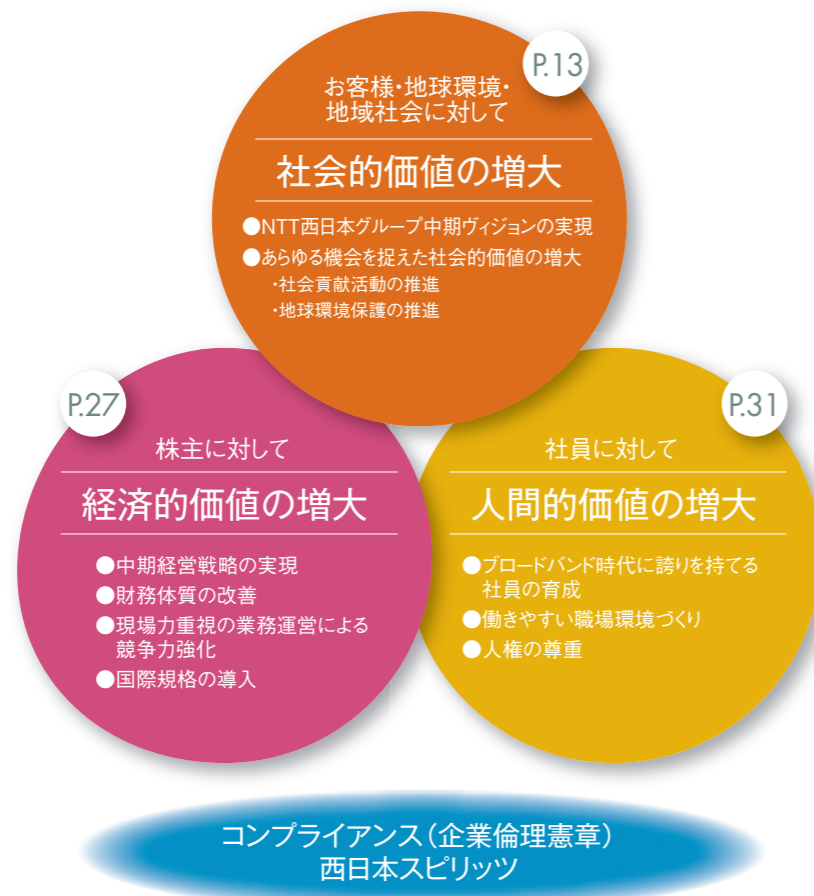 P.13
お客様・地球環境・
地域社会に対して
社会的価値の増大
●NTT西日本グループ中期ヴィジョンの実現
●あらゆる機会を捉えた社会的価値の増大
・社会貢献活動の推進
・地球環境保護の推進
P.27
株主に対して
経済的価値の増大
●中期経営戦略の実現
●財務体質の改善
●現場力重視の業務運営による
競争力強化
●国際規格の導入
P.31
社員に対して
人間的価値の増大
●ブロードバンド時代に誇りを持てる
社員の育成
●働きやすい職場環境づくり
●人権の尊重
コンプライアンス（企業倫理憲章）
西日本スピリッツ